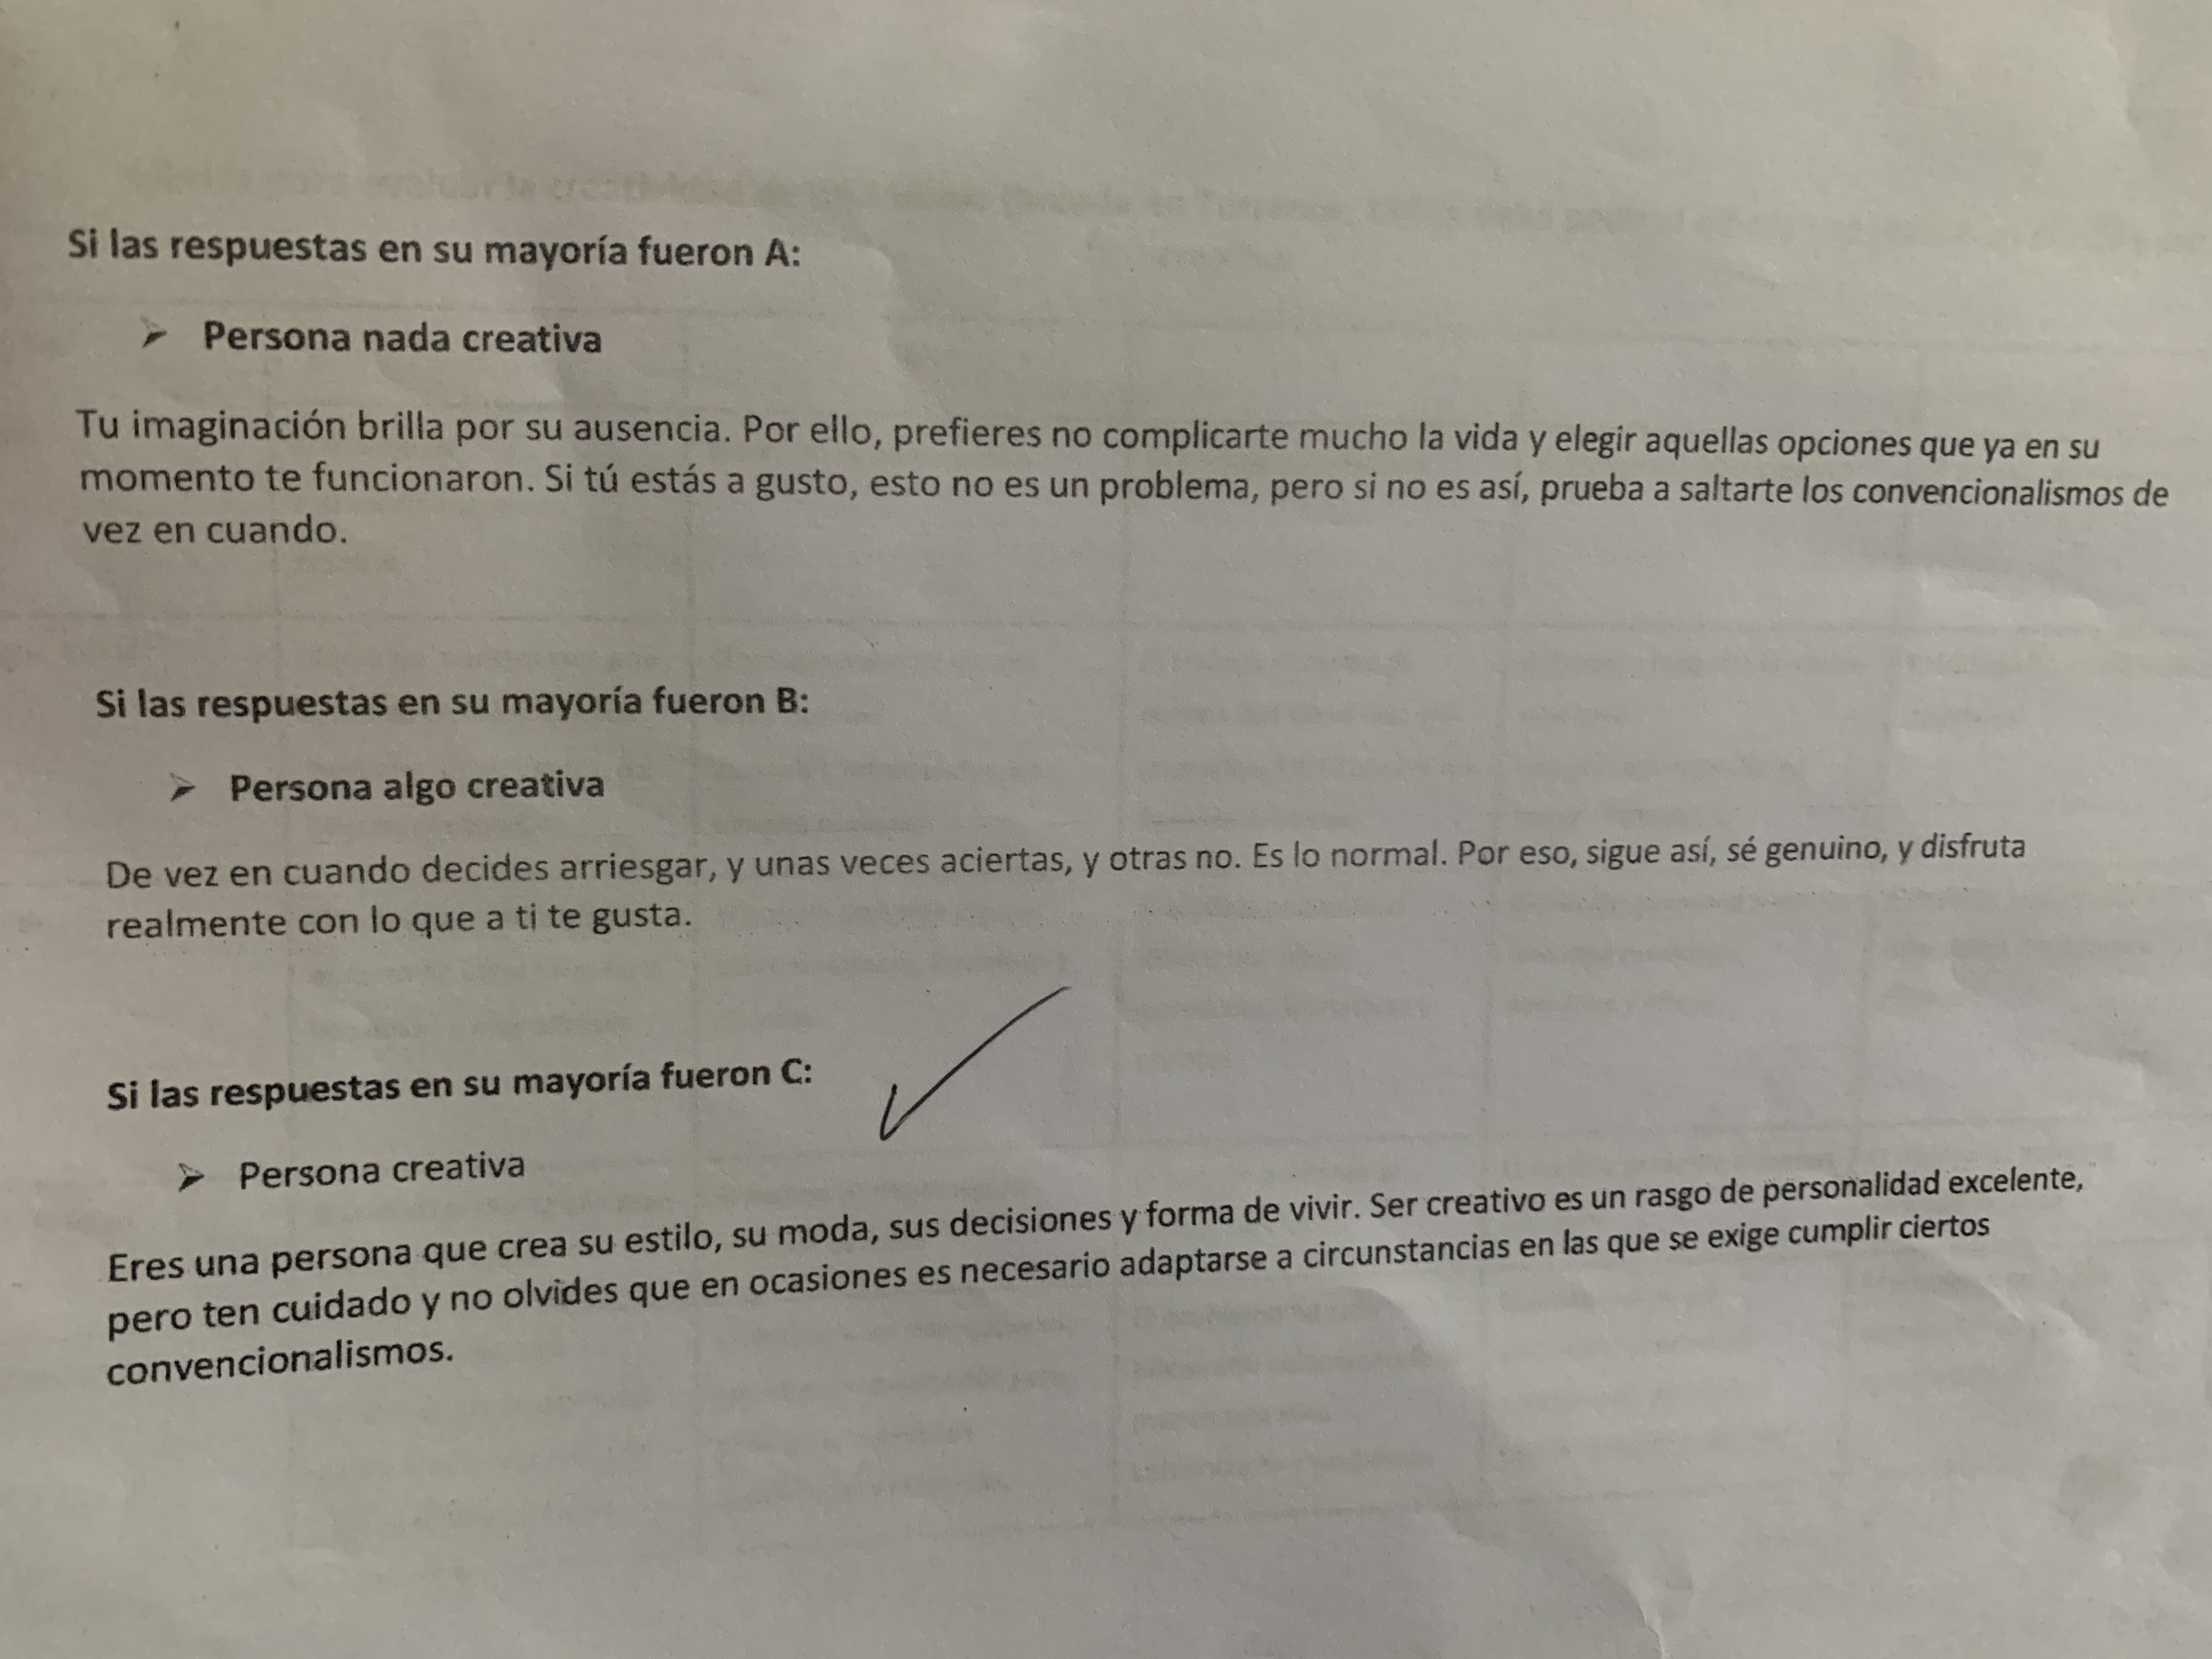 Si las respuestas en su mayoría fueron A:
➢ Persona nada creativa
Tu imaginación brilla por su ausencia. Por ello, prefieres no complicarte mucho la vida y elegir aquellas opciones que ya en su
momento te funcionaron. Si tú estás a gusto, esto no es un problema, pero si no es así, prueba a saltarte los convencionalismos de
vez en cuando.
Si las respuestas en su mayoría fueron B:
➢ Persona algo creativa
De vez en cuando decides arriesgar, y unas veces aciertas, y otras no. Es lo normal. Por eso, sigue así, sé genuino, y disfruta
realmente con lo que a ti te gusta.
Si las respuestas en su mayoría fueron C:
➢ Persona creativa
Eres una persona que crea su estilo, su moda, sus decisiones y forma de vivir. Ser creativo es un rasgo de personalidad excelente,
pero ten cuidado y no olvides que en ocasiones es necesario adaptarse a circunstancias en las que se exige cumplir ciertos
convencionalismos.